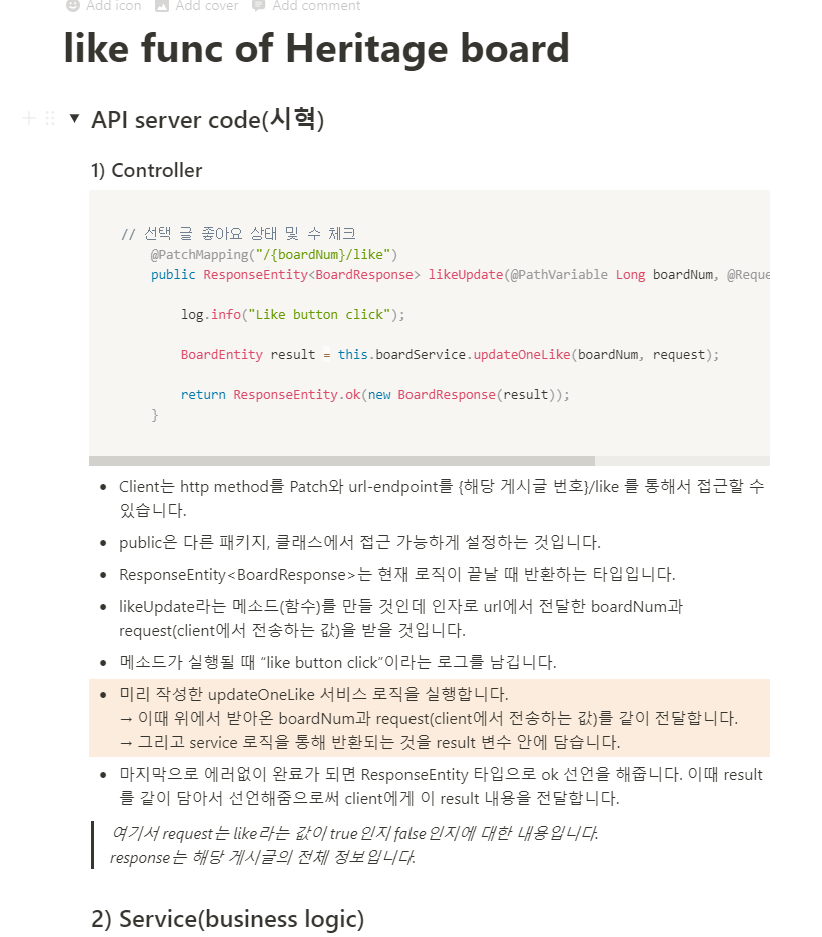 Add icon Add cover Add comment
like func of Heritage board
API server code(시혁)
1) Controller
// 선택 글 좋아요 상태 및 수 체크
@PatchMapping("/{boardNum}/like")
public ResponseEntity<BoardResponse> likeUpdate(@PathVariable Long boardNum, @Reque
log.info("Like button click");
BoardEntity result = this.boardService.updateOneLike(boardNum, request);
return ResponseEntity.ok(new BoardResponse(result));
}
• Client는 http method를 Patch와 url-endpoint를 {해당 게시글 번호}/like 를 통해서 접근할 수
있습니다.
• public은 다른 패키지, 클래스에서 접근 가능하게 설정하는 것입니다.
• ResponseEntity<BoardResponse>는 현재 로직이 끝날 때 반환하는 타입입니다.
• likeUpdate라는 메소드(함수)를 만들 것인데 인자로 url에서 전달한 boardNum과
request(client에서 전송하는 값)을 받을 것입니다.
• 메소드가 실행될 때 “like button click”이라는 로그를 남깁니다.
• 미리 작성한 updateOneLike 서비스 로직을 실행합니다.
→ 이때 위에서 받아온 boardNum과 request(client에서 전송하는 값)를 같이 전달합니다.
→ 그리고 service 로직을 통해 반환되는 것을 result 변수 안에 담습니다.
• 마지막으로 에러없이 완료가 되면 ResponseEntity 타입으로 ok 선언을 해줍니다. 이때 result
를 같이 담아서 선언해줌으로써 client에게 이 result 내용을 전달합니다.
여기서 request는 like라는 값이 true인지 false인지에 대한 내용입니다.
response는 해당 게시글의 전체 정보입니다.
2) Service(business logic)